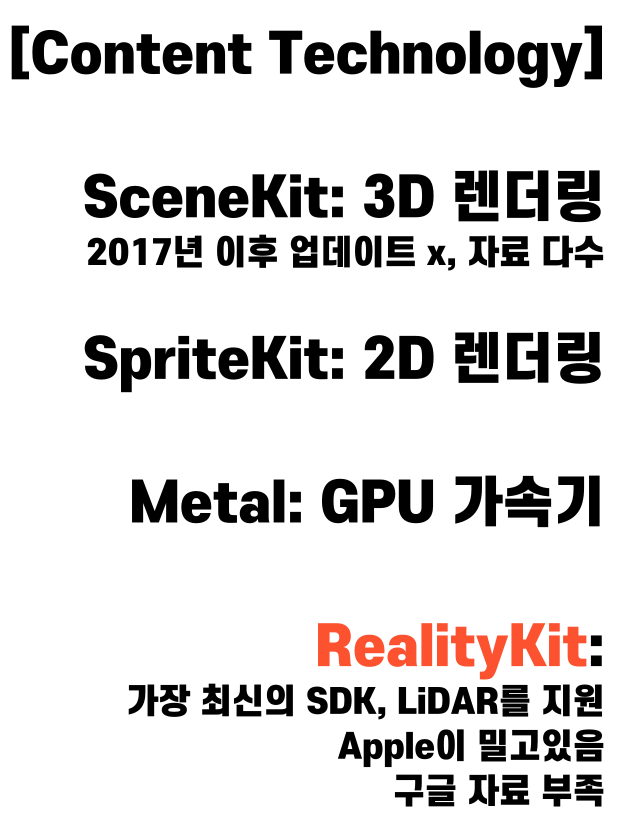 [Content Technology]
SceneKit: 3D 렌더링
2017년 이후 업데이트 x, 자료 다수
SpriteKit: 2D 렌더링
Metal: GPU 가속기
RealityKit:
가장 최신의 SDK, LiDAR를 지원
Apple이 밀고있음
구글 자료 부족